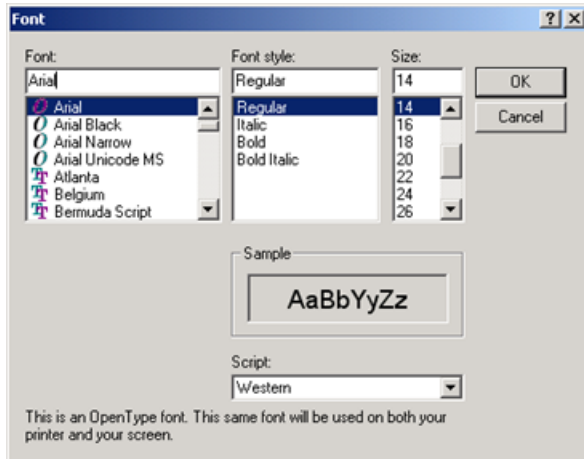 Font
Font:
Arial
Arial
Arial Black
Arial Narrow
Arial Unicode MS
Atlanta
Belgium
Bermuda Script
Font style:
Regular
Regular
Italic
Bold
Bold Italic
Size:
14
14
16
18
20
22
24
26
OK
Cancel
Sample
AaBbYyZz
Script:
Western
This is an OpenType font. This same font will be used on both your
printer and your screen.